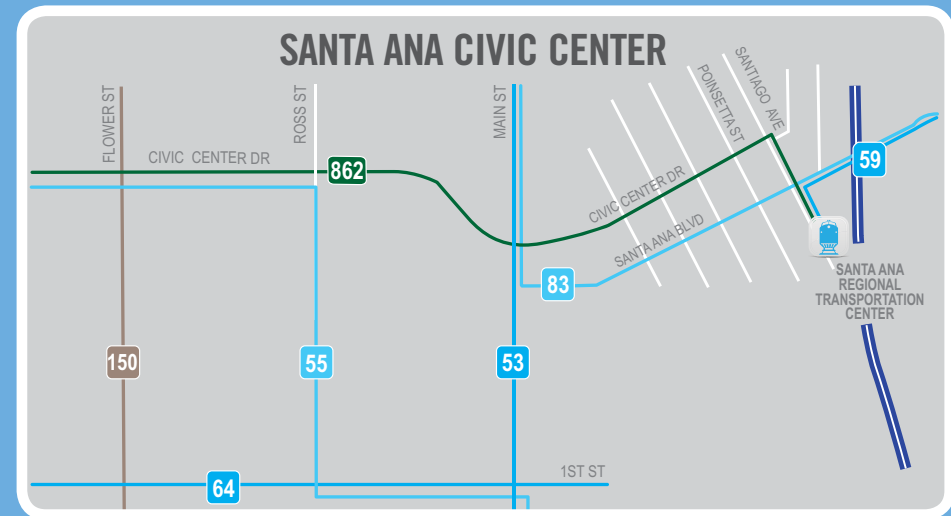 SANTA ANA CIVIC CENTER
FLOWER ST
ROSS ST
MAIN ST
POINSETTA ST
SANTIAGO AVE
CIVIC CENTER DR
862
59
CIVIC CENTER DR
SANTA ANA BLVD
83
SANTA ANA
REGIONAL
TRANSPORTATION
CENTER
150
55
53
1ST ST
64